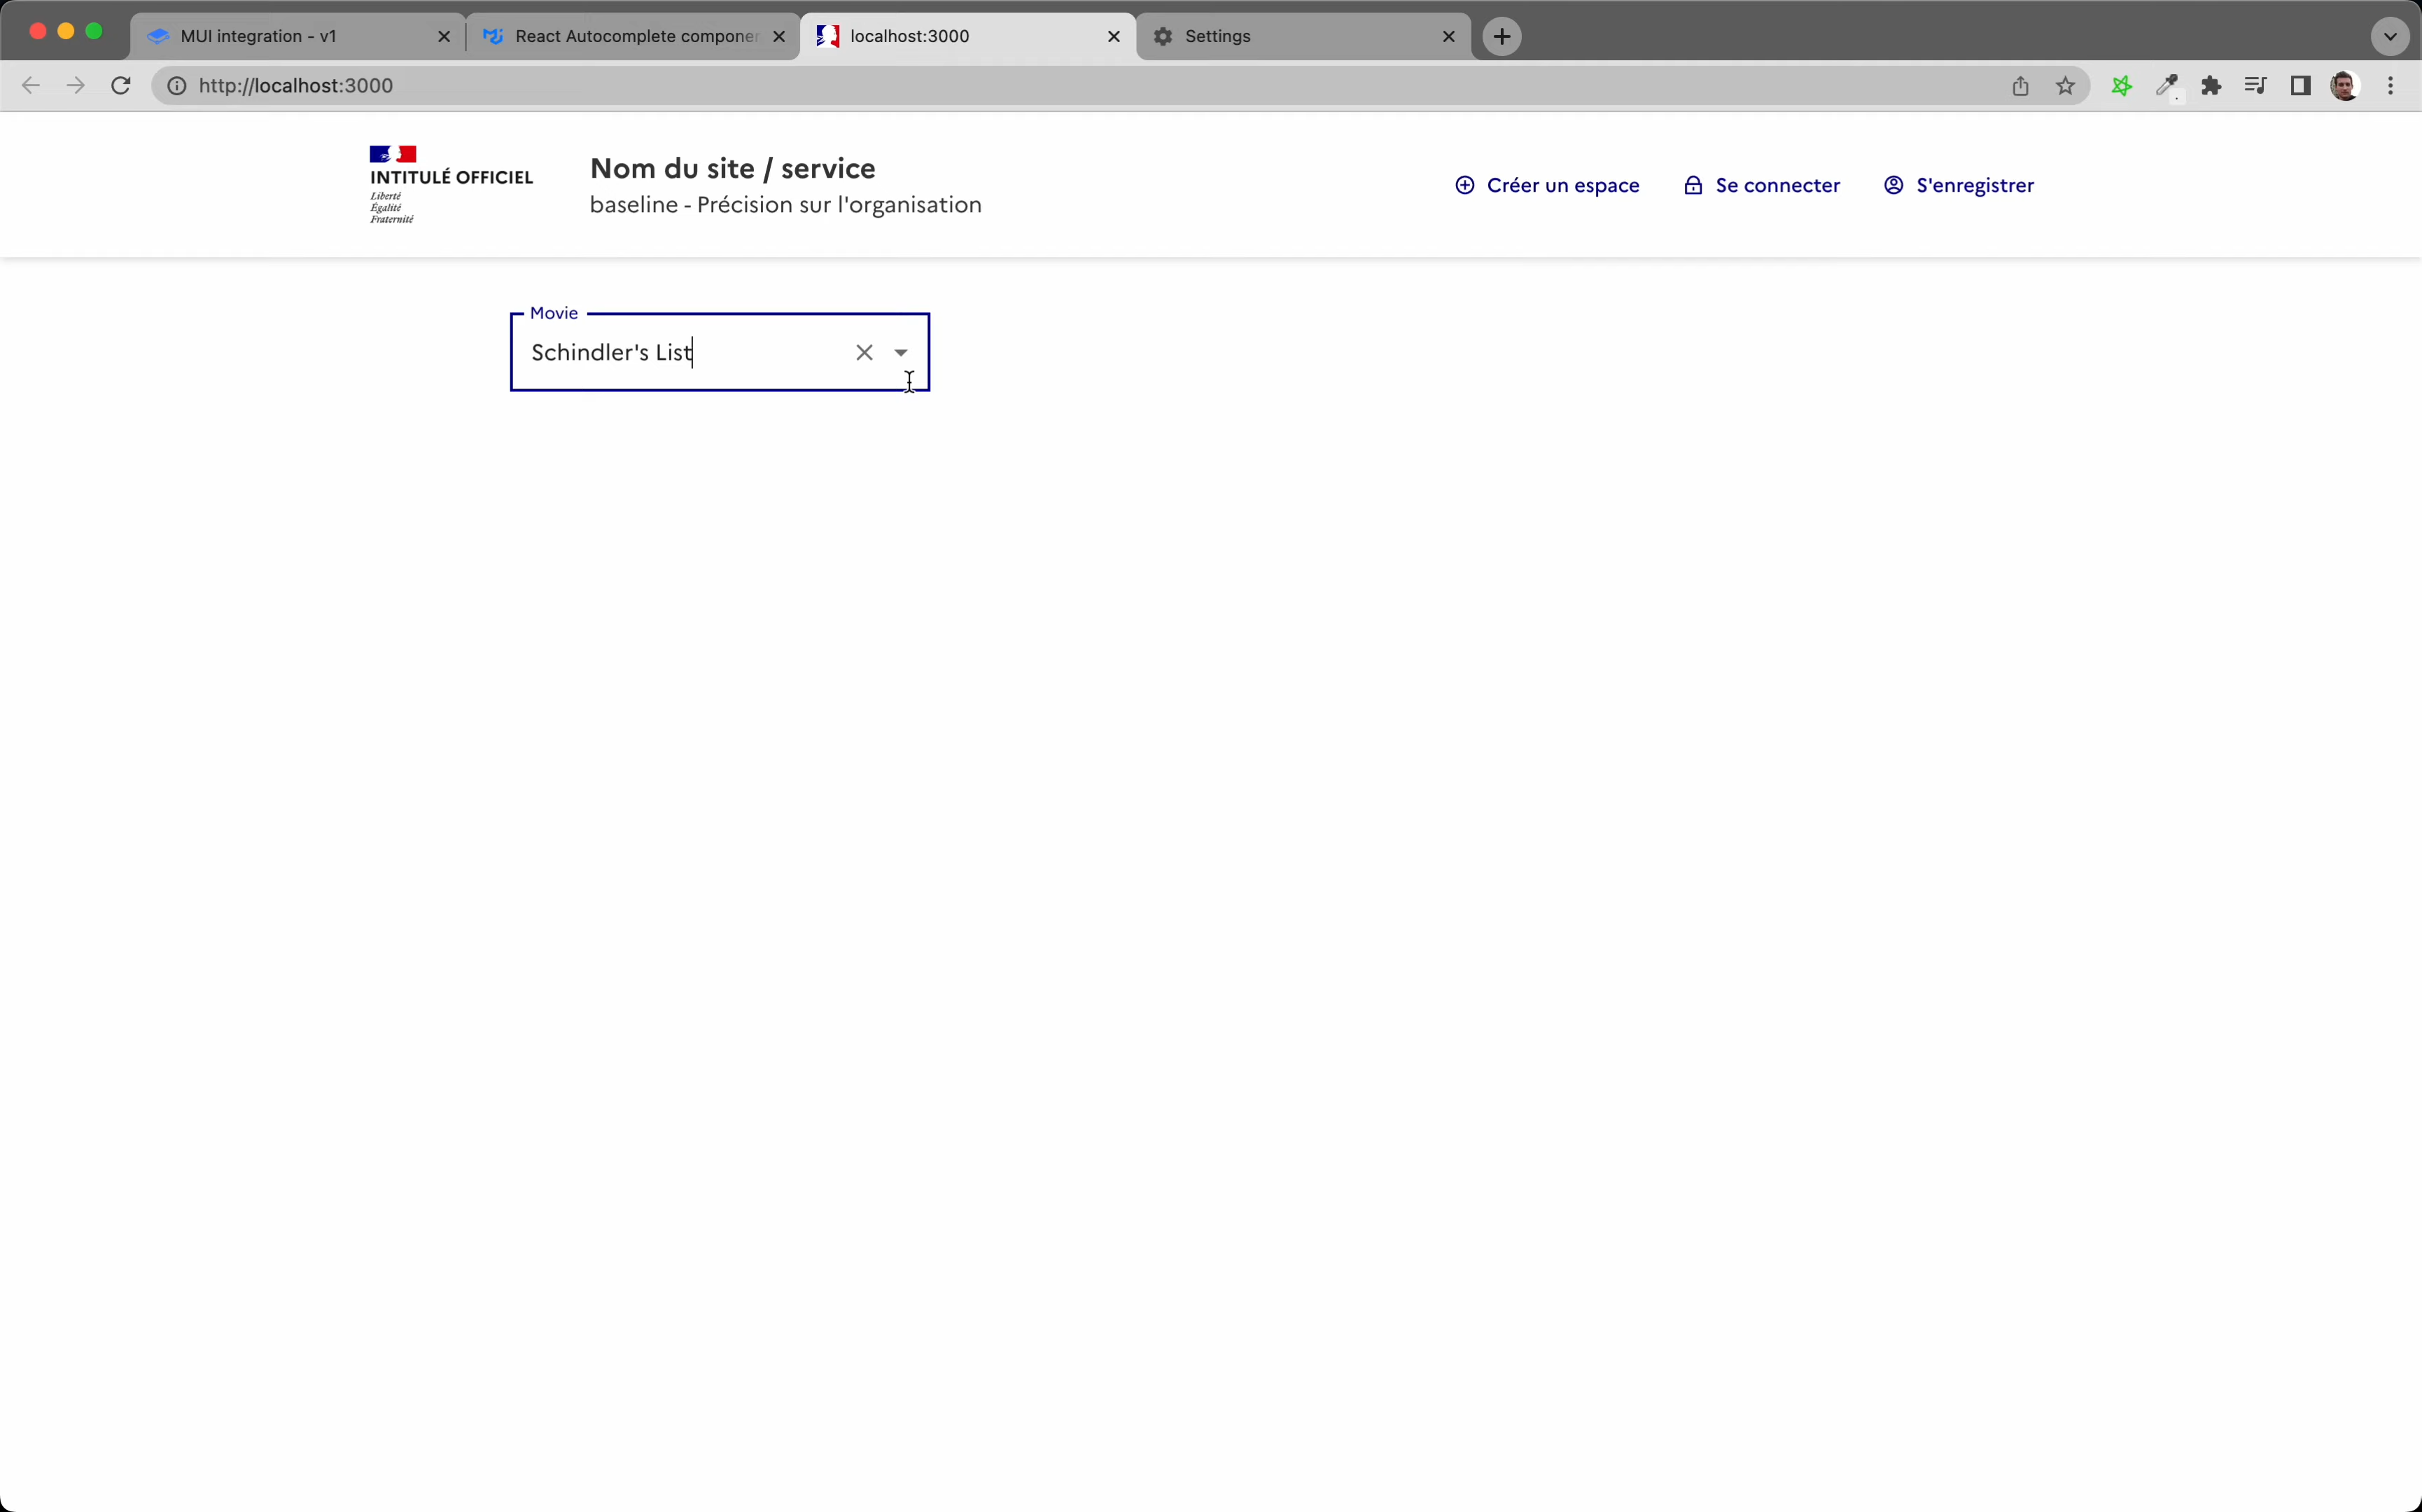 MUI integration - v1
React Autocomplete componen
localhost:3000
Settings
http://localhost:3000
INTITULÉ OFFICIEL
Liberté
Égalité
Fraternité
Nom du site / service
baseline - Précision sur l'organisation
Créer un espace
Se connecter
S'enregistrer
Movie
Schindler's List